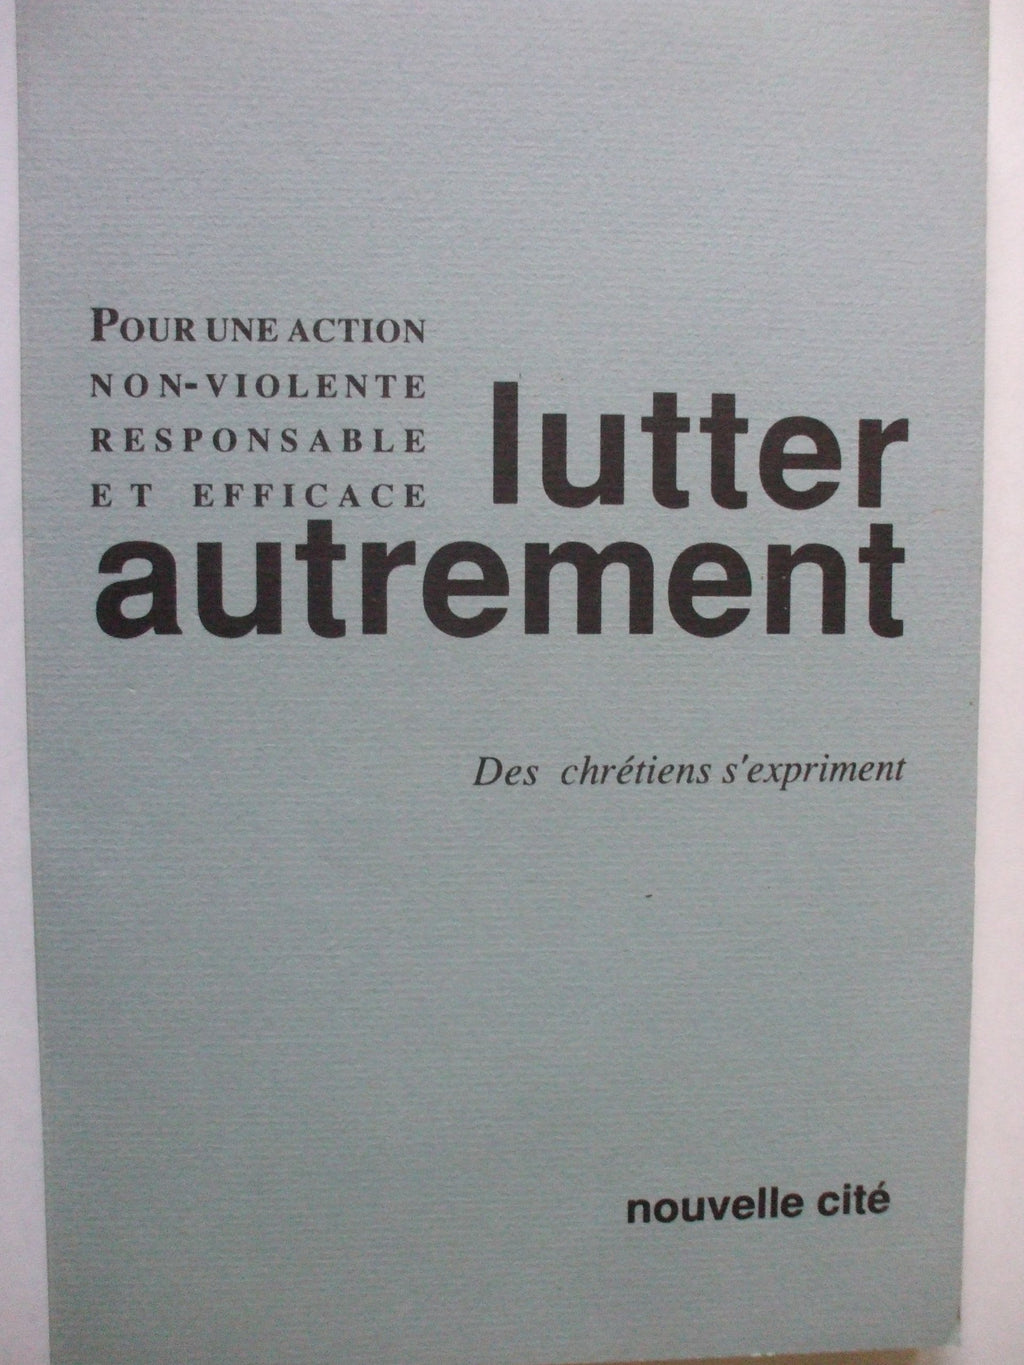 POUR UNE ACTION
NON-VIOLENTE
RESPONSABLE
ET EFFICACE
lutter
autrement
Des chrétiens s'expriment
nouvelle cité